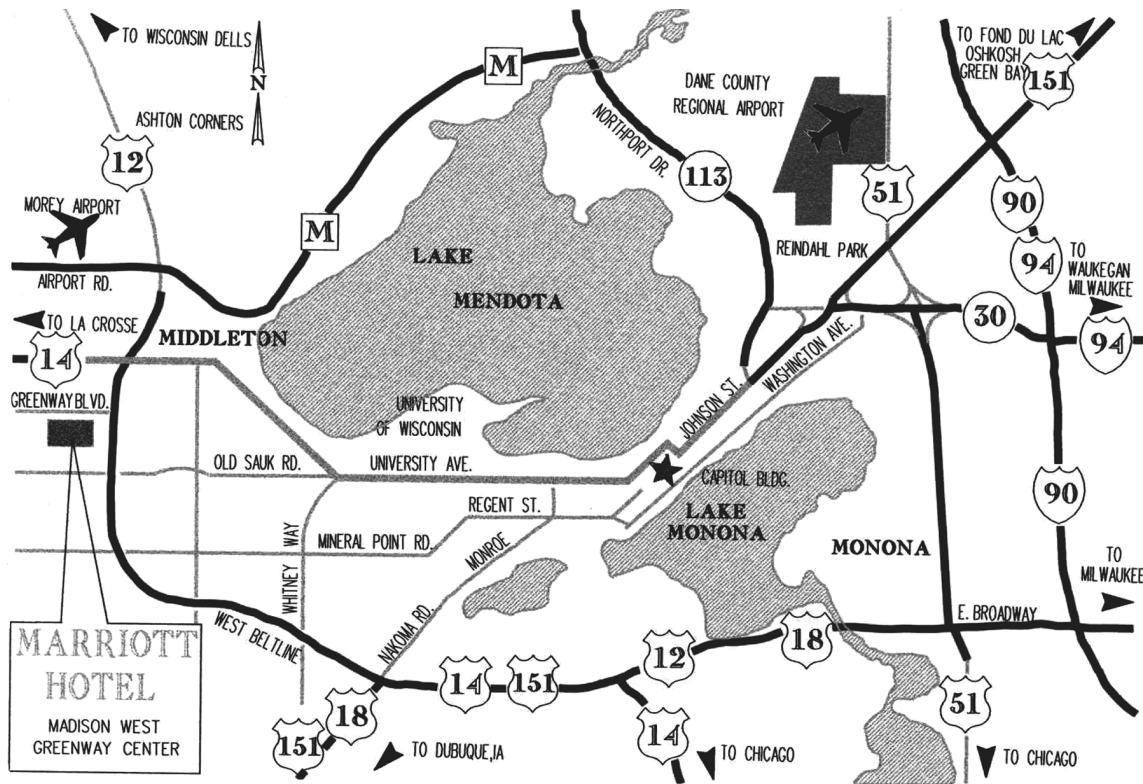 TO WISCONSIN DELLS
N
ASHTON CORNERS
12
MOREY AIRPORT
AIRPORT RD.
TO LA CROSSE
14
MIDDLETON
GREENWAY BLVD.
M
M
LAKE
MENDOTA
NORTHPORT DR.
113
DANE COUNTY
REGIONAL AIRPORT
51
REINDAHL PARK
TO FOND DU LAC
OSHKOSH
GREEN BAY
151
90
94
TO
WAUKEGAN
MILWAUKEE
30
94
WASHINGTON AVE.
JOHNSON ST.
UNIVERSITY
OF WISCONSIN
OLD SAUK RD.
UNIVERSITY AVE.
CAPITOL BLDG.
LAKE
MONONA
MONONA
90
REGENT ST.
MINERAL POINT RD.
MONROE
WHITNEY WAY
NAKOMA RD.
WEST BELTLINE
TO
MILWAUKEE
E. BROADWAY
18
12
14
151
18
151
14
51
TO DUBUQUE,IA
TO CHICAGO
TO CHICAGO
MARRIOTT
HOTEL
MADISON WEST
GREENWAY CENTER